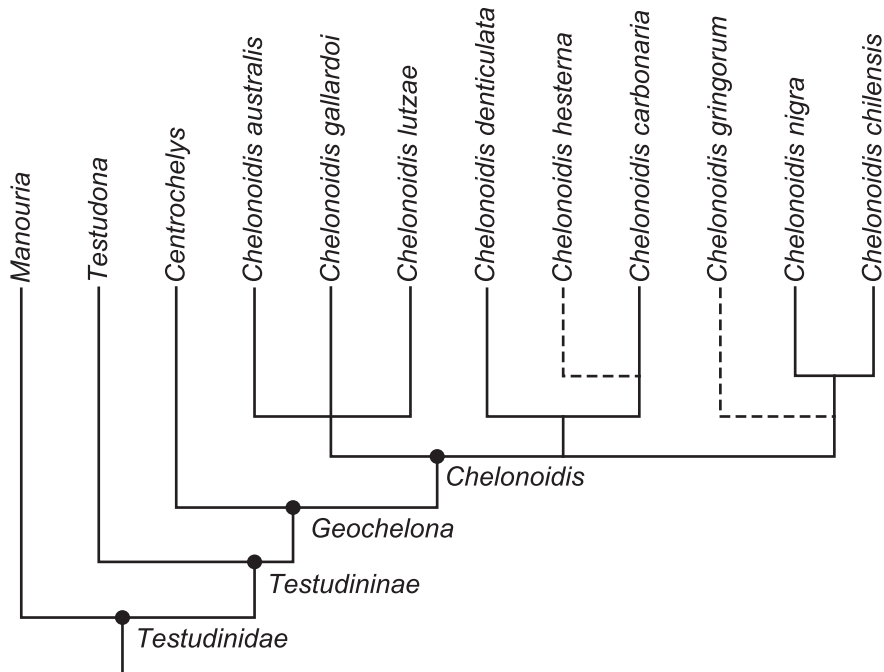 Manouria
Testudona
Centrochelys
Chelonoidis australis
Chelonoidis gallardoi
Chelonoidis lutzae
Chelonoidis denticulata
Chelonoidis hesterna
Chelonoidis carbonaria
Chelonoidis gringorum
Chelonoidis nigra
Chelonoidis chilensis
Chelonoidis
Geochelona
Testudininae
Testudinidae